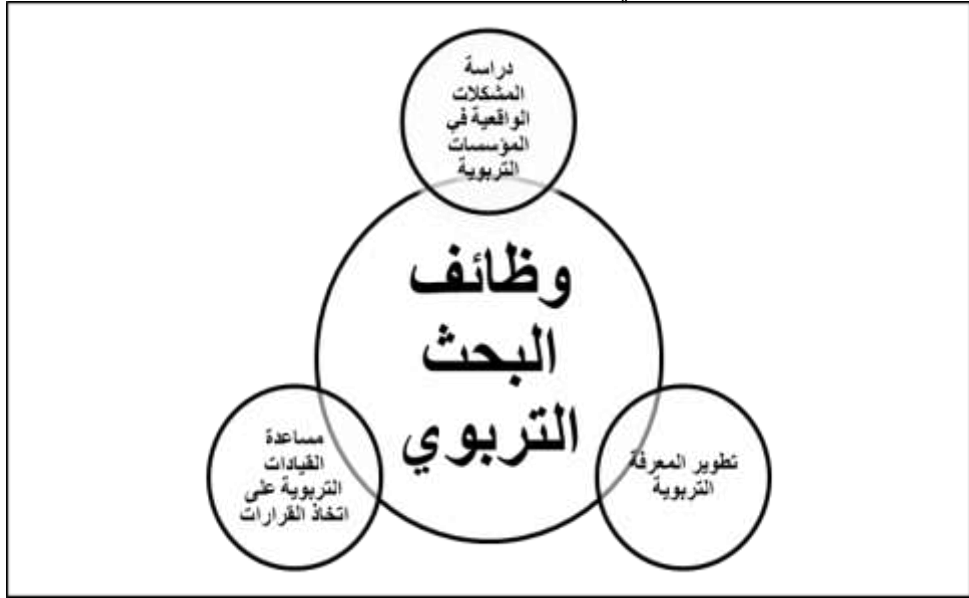 دراسة
المشكلات
الواقعية في
المؤسسات
التربوية
وظائف
البحث
التربوي
تطوير المعرفة
التربوية
مساعدة
القيادات
التربوية على
اتخاذ القرارات